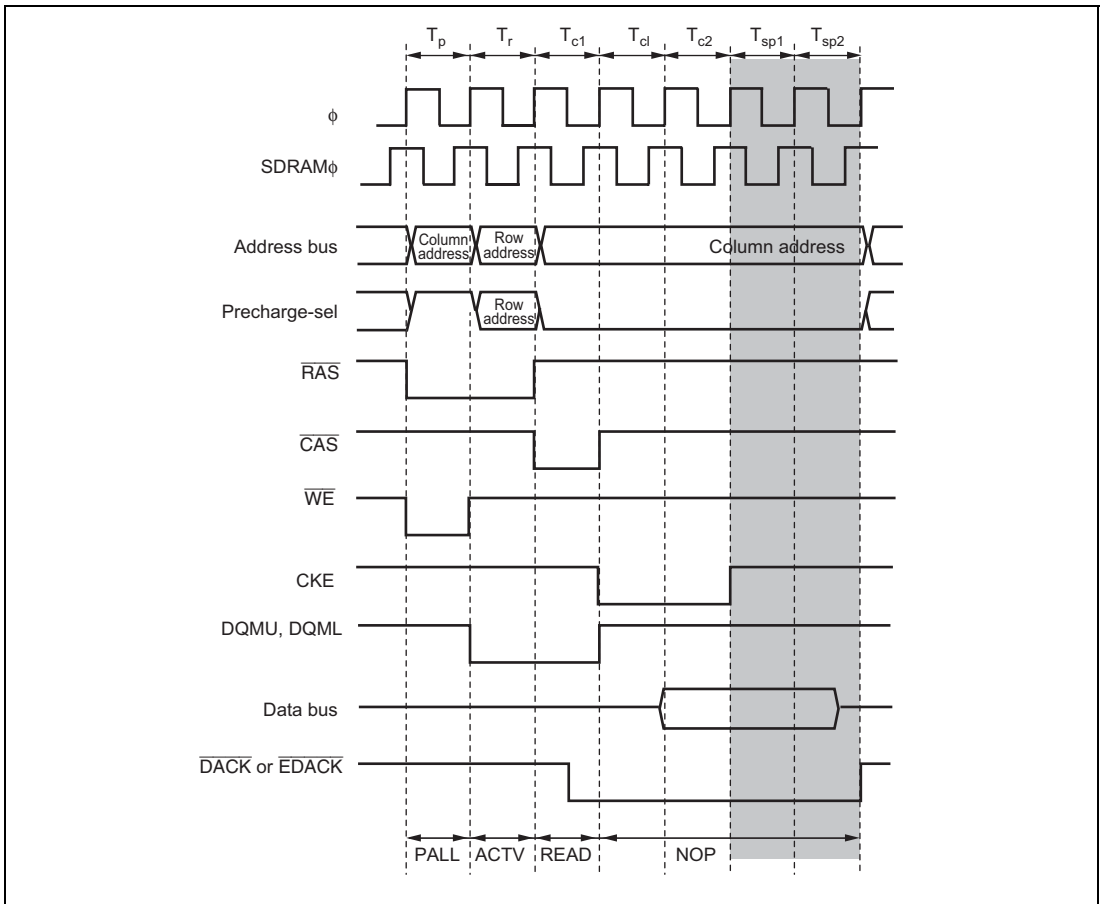 Tp Tr Tc1 Tcl Tc2 Tsp1 Tsp2
ϕ
SDRAMϕ
Address bus
Column address
Row address
Column address
Precharge-sel
Row address
RAS
CAS
WE
CKE
DQMU, DQML
Data bus
DACK or EDACK
PALL ACTV READ NOP